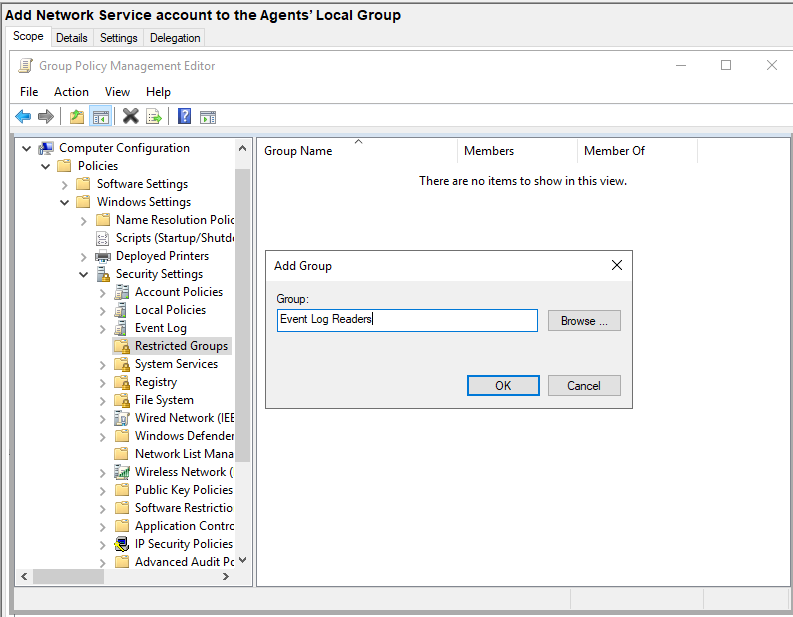 Add Network Service account to the Agents' Local Group
Scope Details Settings Delegation
Group Policy Management Editor
File Action View Help
Computer Configuration
Policies
Software Settings
Windows Settings
Name Resolution Polic
Scripts (Startup/Shutd
Deployed Printers
Security Settings
Account Policies
Local Policies
Event Log
Restricted Groups
System Services
Registry
File System
Wired Network (IEE
Windows Defender
Network List Mana
Wireless Network (
Public Key Policies
Software Restrictio
Application Contro
IP Security Policies
Advanced Audit Po
Group Name Members Member Of
There are no items to show in this view.
Add Group
Group:
Event Log Readers
Browse ...
OK Cancel